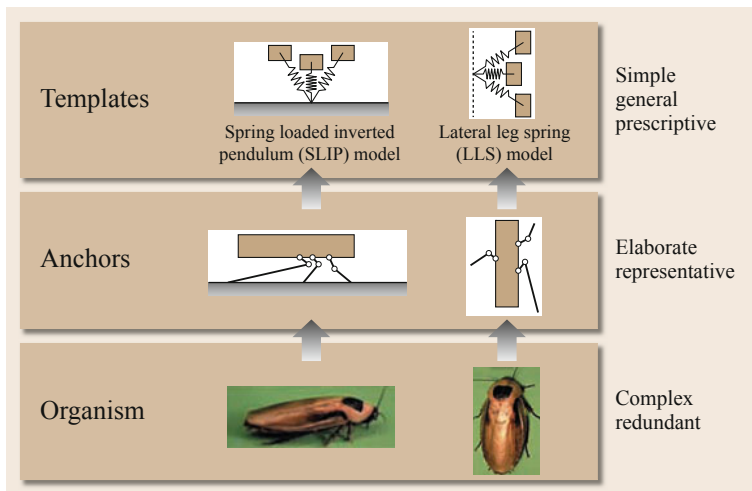 Templates
Spring loaded inverted
pendulum (SLIP) model
Lateral leg spring
(LLS) model
Simple
general
prescriptive
Anchors
Elaborate
representative
Organism
Complex
redundant